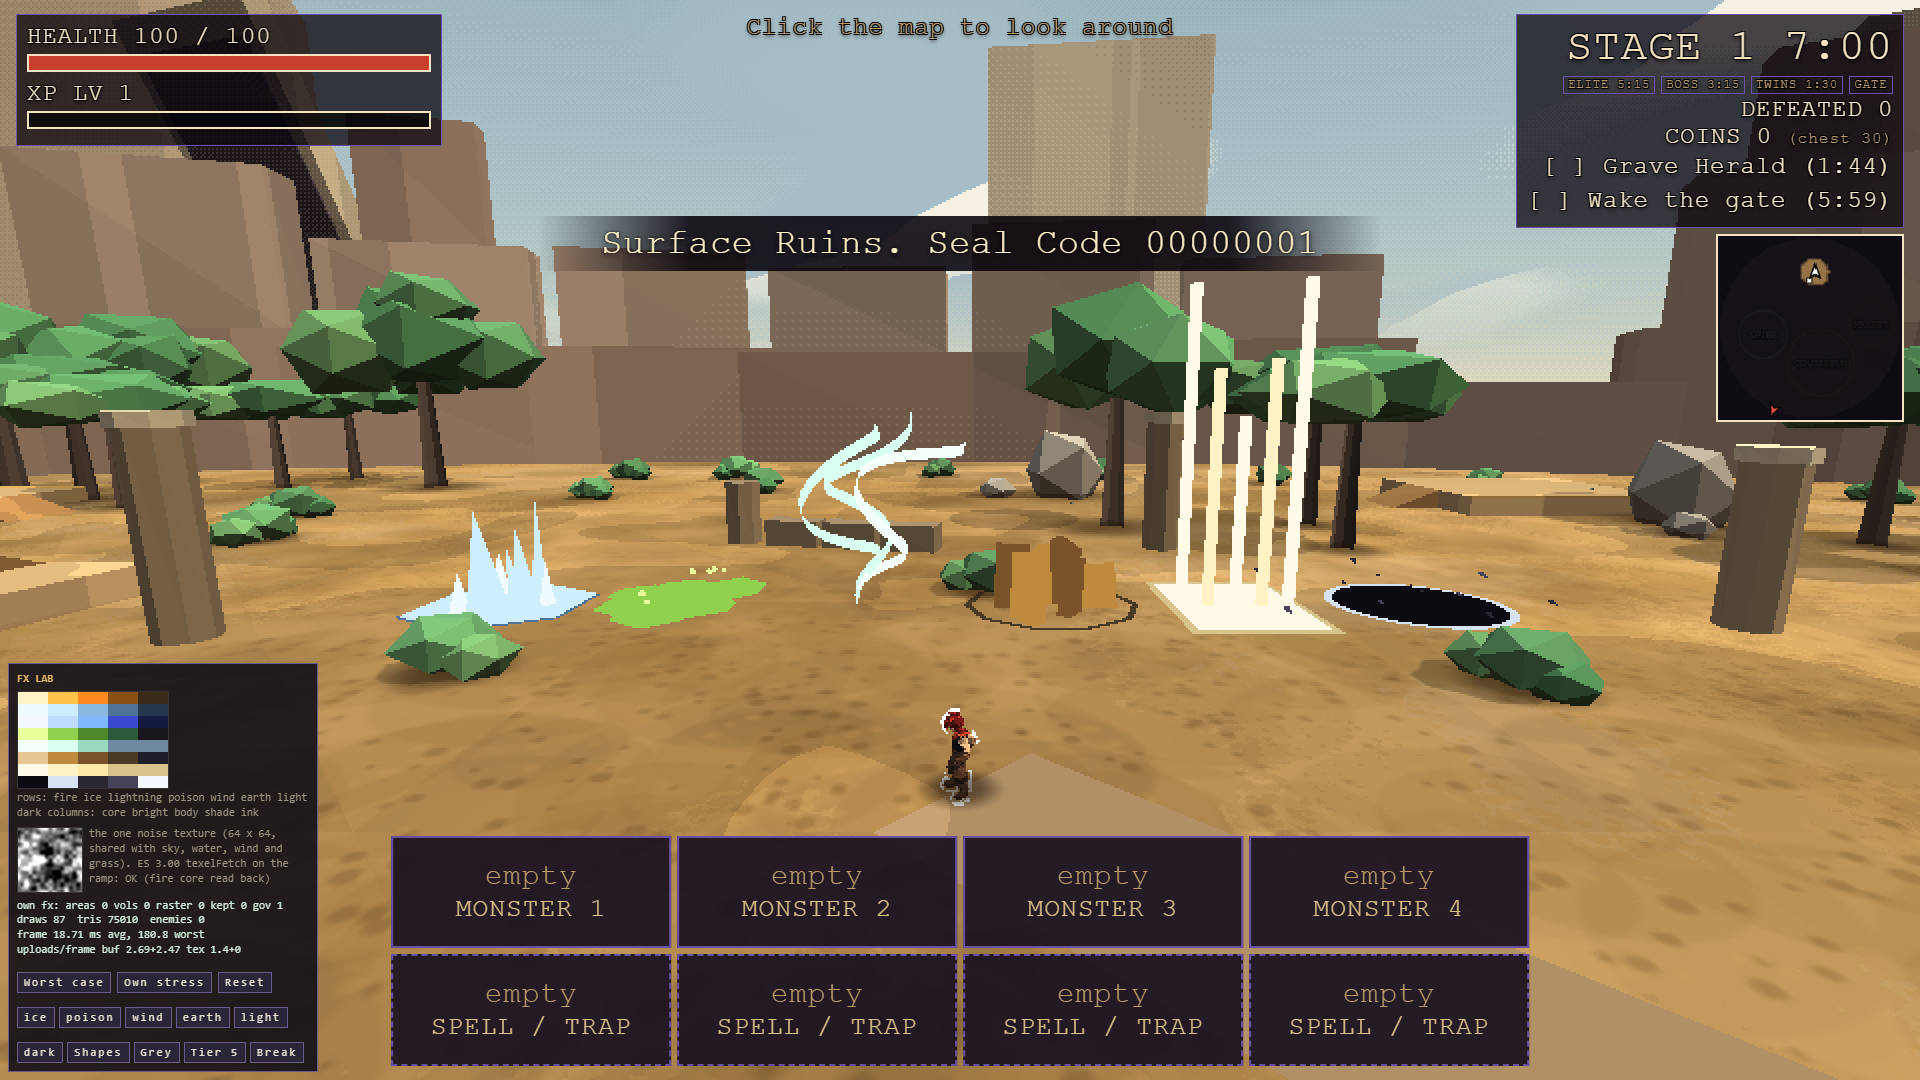 HEALTH 100 / 100
XP LV 1
Click the map to look around
STAGE 1 7:00
ELITE 5:15 BOSS 3:15 TWINS 1:30 GATE
DEFEATED 0
COINS 0 (chest 30)
[ ] Grave Herald (1:44)
[ ] Wake the gate (5:59)
Surface Ruins. Seal Code 00000001
FX LAB
rows: fire ice lightning poison wind earth light
dark columns: core bright body shade ink
the one noise texture (64 x 64,
shared with sky, water, wind and
grass). ES 3.00 texelFetch on the
ramp: OK (fire core read back)
own fx: areas 0 vols 0 raster 0 kept 0 gov 1
draws 87 tris 75010 enemies 0
frame 18.71 ms avg, 180.8 worst
uploads/frame buf 2.69+2.47 tex 1.4+0
Worst case Own stress Reset
ice poison wind earth light
dark Shapes Grey Tier 5 Break
empty empty empty empty
MONSTER 1 MONSTER 2 MONSTER 3 MONSTER 4
empty empty empty empty
SPELL / TRAP SPELL / TRAP SPELL / TRAP SPELL / TRAP